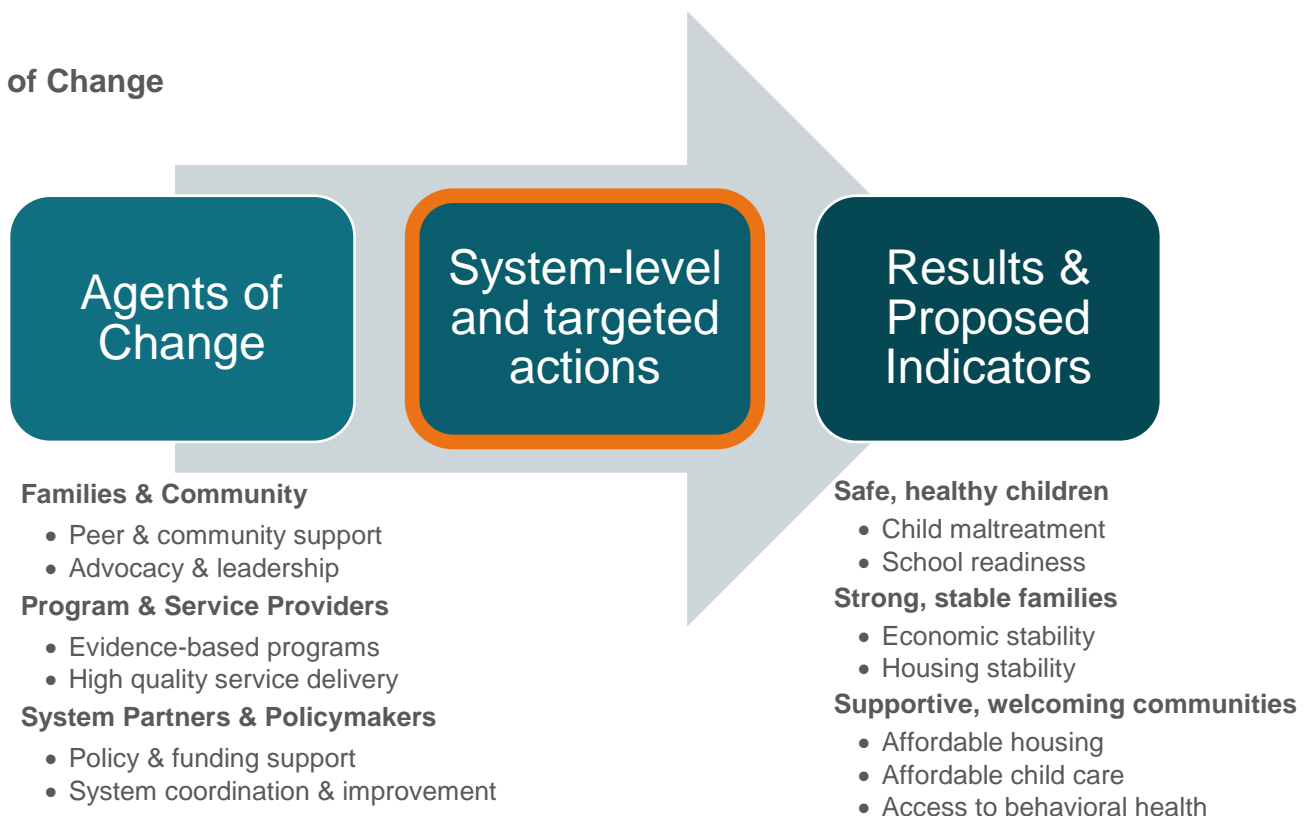 of Change
Agents of
Change
System-level
and targeted
actions
Results &
Proposed
Indicators
Families & Community
• Peer & community support
• Advocacy & leadership
Program & Service Providers
• Evidence-based programs
• High quality service delivery
System Partners & Policymakers
• Policy & funding support
• System coordination & improvement
Safe, healthy children
• Child maltreatment
• School readiness
Strong, stable families
• Economic stability
• Housing stability
Supportive, welcoming communities
• Affordable housing
• Affordable child care
• Access to behavioral health